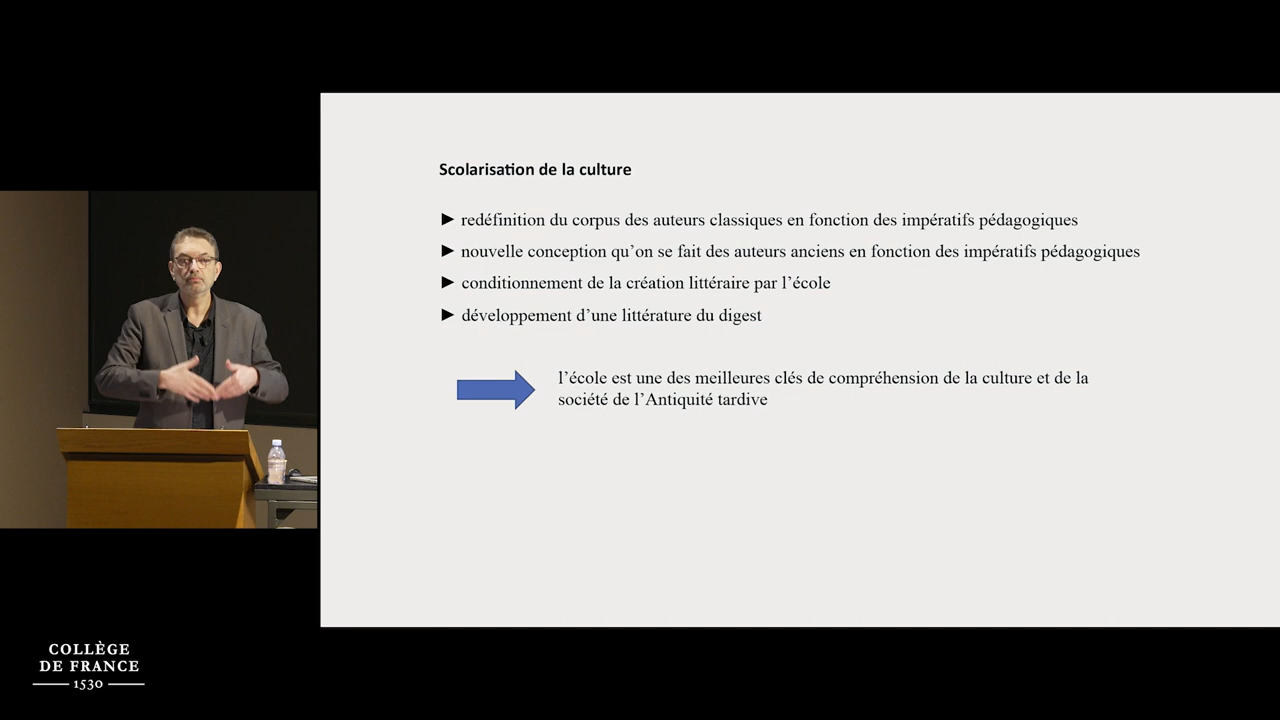 Scolarisation de la culture
► redéfinition du corpus des auteurs classiques en fonction des impératifs pédagogiques
► nouvelle conception qu’on se fait des auteurs anciens en fonction des impératifs pédagogiques
► conditionnement de la création littéraire par l’école
► développement d’une littérature du digest
l’école est une des meilleures clés de compréhension de la culture et de la
société de l’Antiquité tardive
COLLÈGE
DE FRANCE
1530